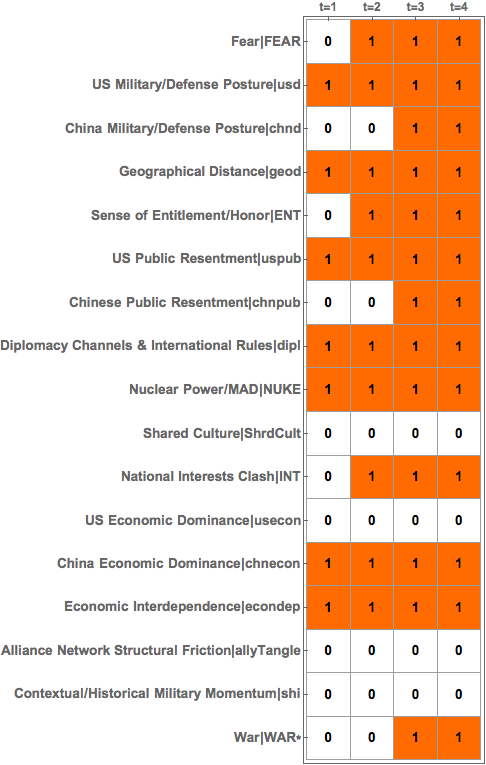 t=1 t=2 t=3 t=4
Fear|FEAR 0 1 1 1
US Military/Defense Posture|usd 1 1 1 1
China Military/Defense Posture|chnd 0 0 1 1
Geographical Distance|geod 1 1 1 1
Sense of Entitlement/Honor|ENT 0 1 1 1
US Public Resentment|uspub 1 1 1 1
Chinese Public Resentment|chnpub 0 0 1 1
Diplomacy Channels & International Rules|dipl 1 1 1 1
Nuclear Power/MAD|NUKE 1 1 1 1
Shared Culture|ShrdCult 0 0 0 0
National Interests Clash|INT 0 1 1 1
US Economic Dominance|usecon 0 0 0 0
China Economic Dominance|chnecon 1 1 1 1
Economic Interdependence|econdep 1 1 1 1
Alliance Network Structural Friction|allyTangle 0 0 0 0
Contextual/Historical Military Momentum|shi 0 0 0 0
War|WAR* 0 0 1 1